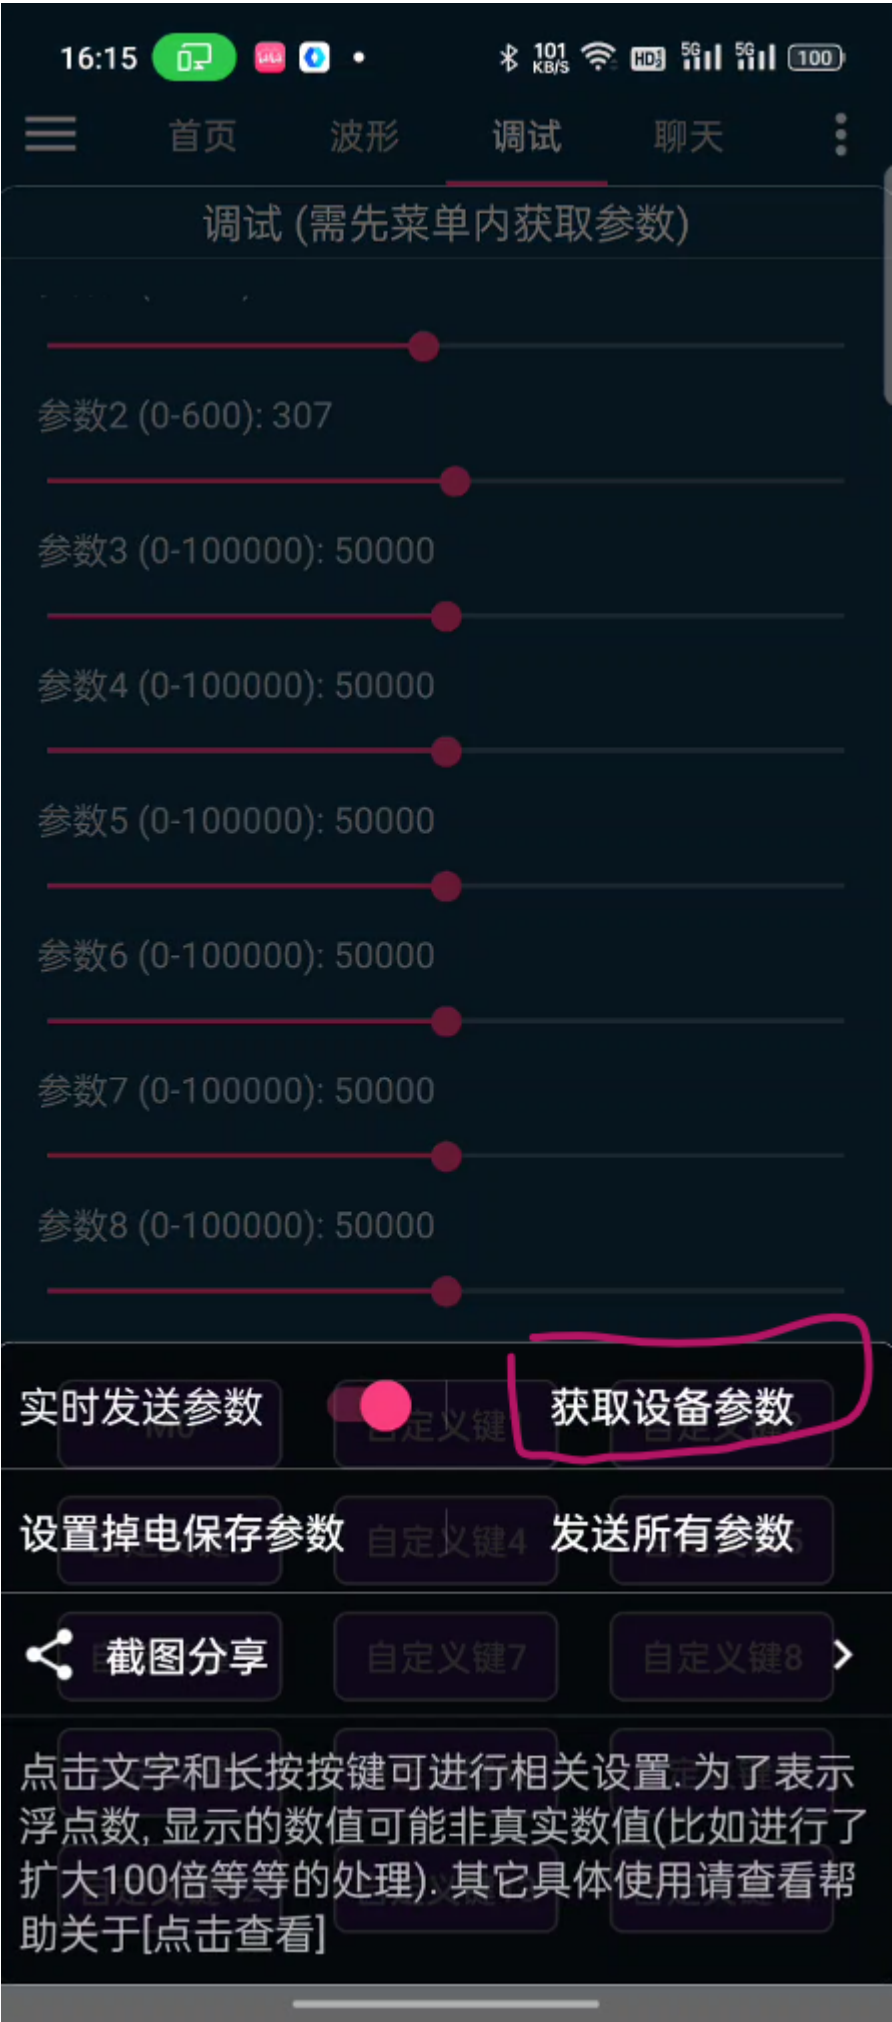 16:15
101 KB/S HD 5G 5G 100
首页 波形 调试 聊天
调试 (需先菜单内获取参数)
参数2 (0-600): 307
参数3 (0-100000): 50000
参数4 (0-100000): 50000
参数5 (0-100000): 50000
参数6 (0-100000): 50000
参数7 (0-100000): 50000
参数8 (0-100000): 50000
实时发送参数 获取设备参数
设置掉电保存参数 自定义键4 发送所有参数
截图分享 自定义键7 自定义键8
点击文字和长按按键可进行相关设置. 为了表示
浮点数, 显示的数值可能非真实数值(比如进行了
扩大100倍等等的处理). 其它具体使用请查看帮
助关于[点击查看]